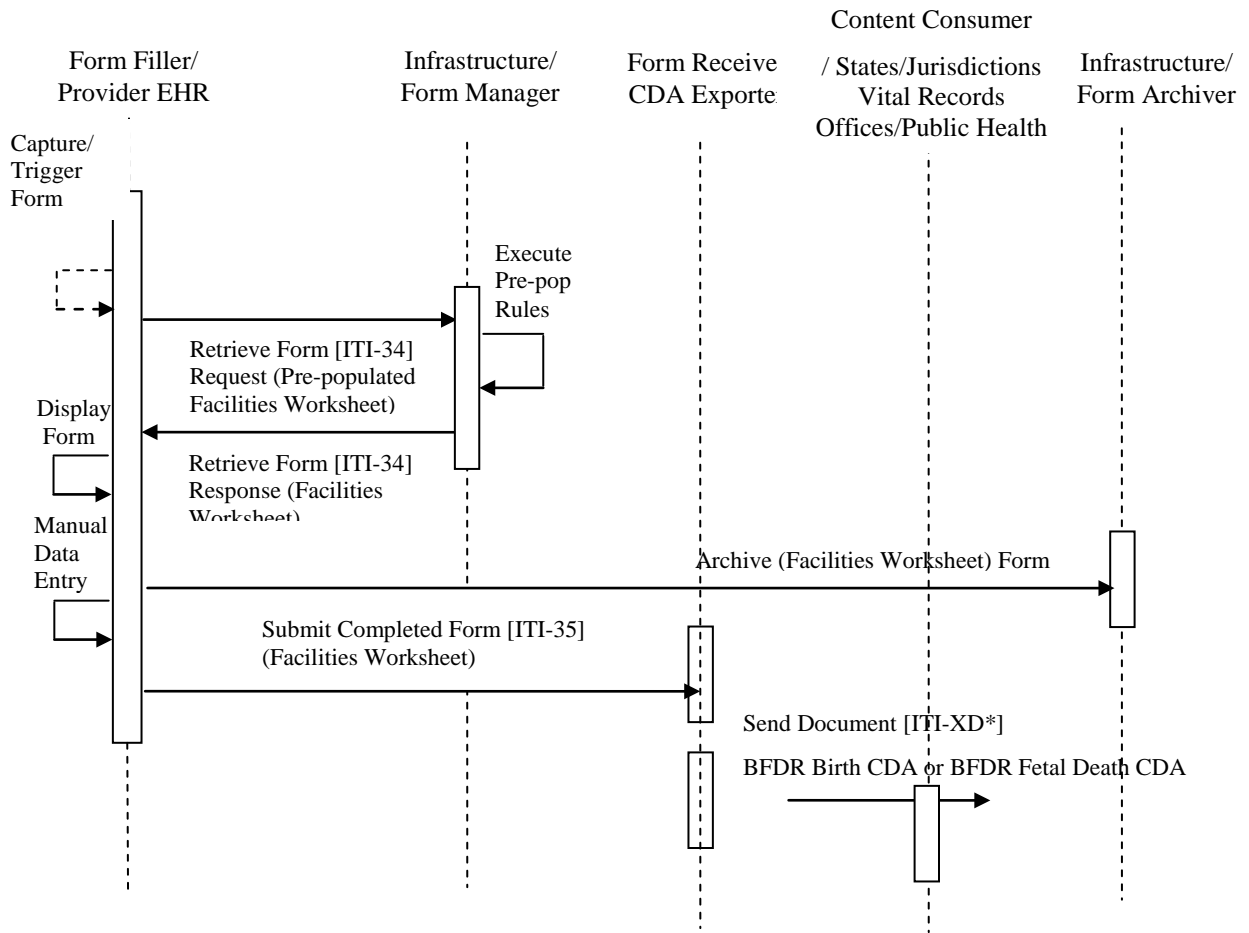 Content Consumer
Form Filler/
Provider EHR
Infrastructure/
Form Manager
Form Receive
CDA Exporte
/ States/Jurisdictions
Vital Records
Offices/Public Health
Infrastructure/
Form Archiver
Capture/
Trigger
Form
Execute
Pre-pop
Rules
Retrieve Form [ITI-34]
Request (Pre-populated
Facilities Worksheet)
Display
Form
Retrieve Form [ITI-34]
Response (Facilities
Worksheet)
Manual
Data
Entry
Archive (Facilities Worksheet) Form
Submit Completed Form [ITI-35]
(Facilities Worksheet)
Send Document [ITI-XD*]
BFDR Birth CDA or BFDR Fetal Death CDA